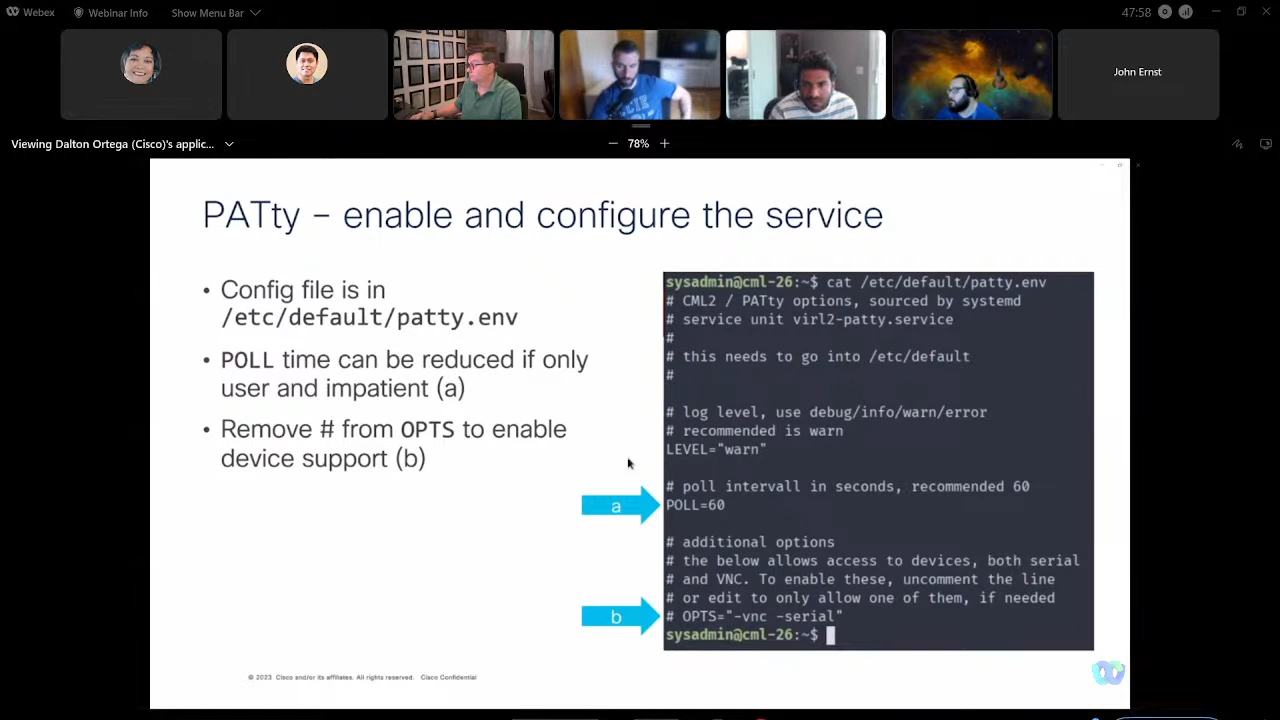 Webex
Webinar Info
Show Menu Bar
47:58
John Ernst
Viewing Dalton Ortega (Cisco)'s applic...
78%
PATty – enable and configure the service
• Config file is in
/etc/default/patty.env
• POLL time can be reduced if only
user and impatient (a)
• Remove # from OPTS to enable
device support (b)
a
b
sysadmin@cml-26:~$ cat /etc/default/patty.env
# CML2 / PATty options, sourced by systemd
# service unit virl2-patty.service
#
# this needs to go into /etc/default
#
# log level, use debug/info/warn/error
# recommended is warn
LEVEL="warn"
# poll intervall in seconds, recommended 60
POLL=60
# additional options
# the below allows access to devices, both serial
# and VNC. To enable these, uncomment the line
# or edit to only allow one of them, if needed
# OPTS="-vnc -serial"
sysadmin@cml-26:~$
© 2023 Cisco and/or its affiliates. All rights reserved. Cisco Confidential